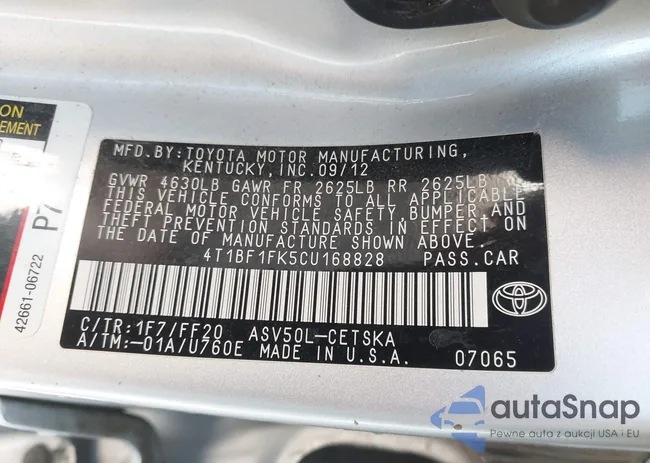 ON
EMENT
P7
42661-06722
MFD.BY:TOYOTA MOTOR MANUFACTURING,
KENTUCKY,INC.09/12
GVWR 4630LB GAWR FR 2625LB RR 2625LB
THIS VEHICLE CONFORMS TO ALL APPLICABLE
FEDERAL MOTOR VEHICLE SAFETY,BUMPER,AND
THEFT PREVENTION STANDARDS IN EFFECT ON
THE DATE OF MANUFACTURE SHOWN ABOVE.
4T1BF1FK5CU168828 PASS.CAR
C/TR:1F7/FF20 ASV50L-CETSKA
A/TM:-01A/U760E MADE IN U.S.A. 07065
TOYOTA
autaSnap
Pewne auta z aukcji USA i EU